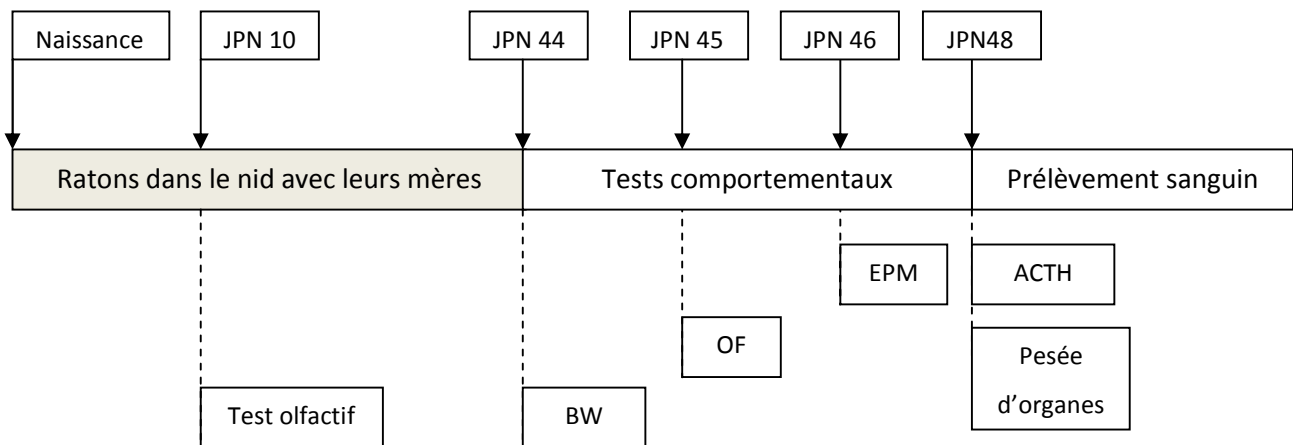 Naissance
JPN 10
JPN 44
JPN 45
JPN 46
JPN48
Ratons dans le nid avec leurs mères
Tests comportementaux
Prélèvement sanguin
EPM
ACTH
OF
Pesée
d'organes
Test olfactif
BW